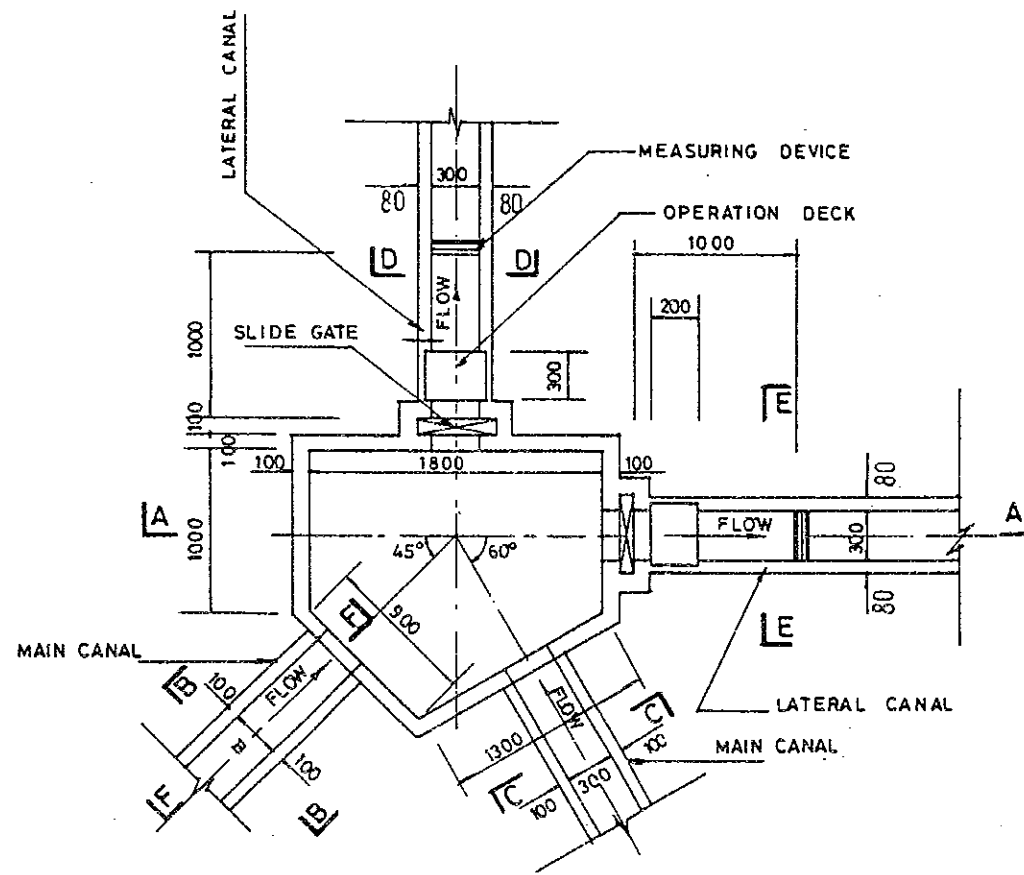 LATERAL CANAL
MEASURING DEVICE
300
80
80
OPERATION DECK
1000
D
D
FLOW
200
SLIDE GATE
1000
300
E
100
100
100
1800
100
80
A
A
FLOW
1000
45°
60°
300
F
900
80
E
MAIN CANAL
B
100
FLOW
LATERAL CANAL
FLOW
C
MAIN CANAL
1300
100
B
100
C
300
100
F
B